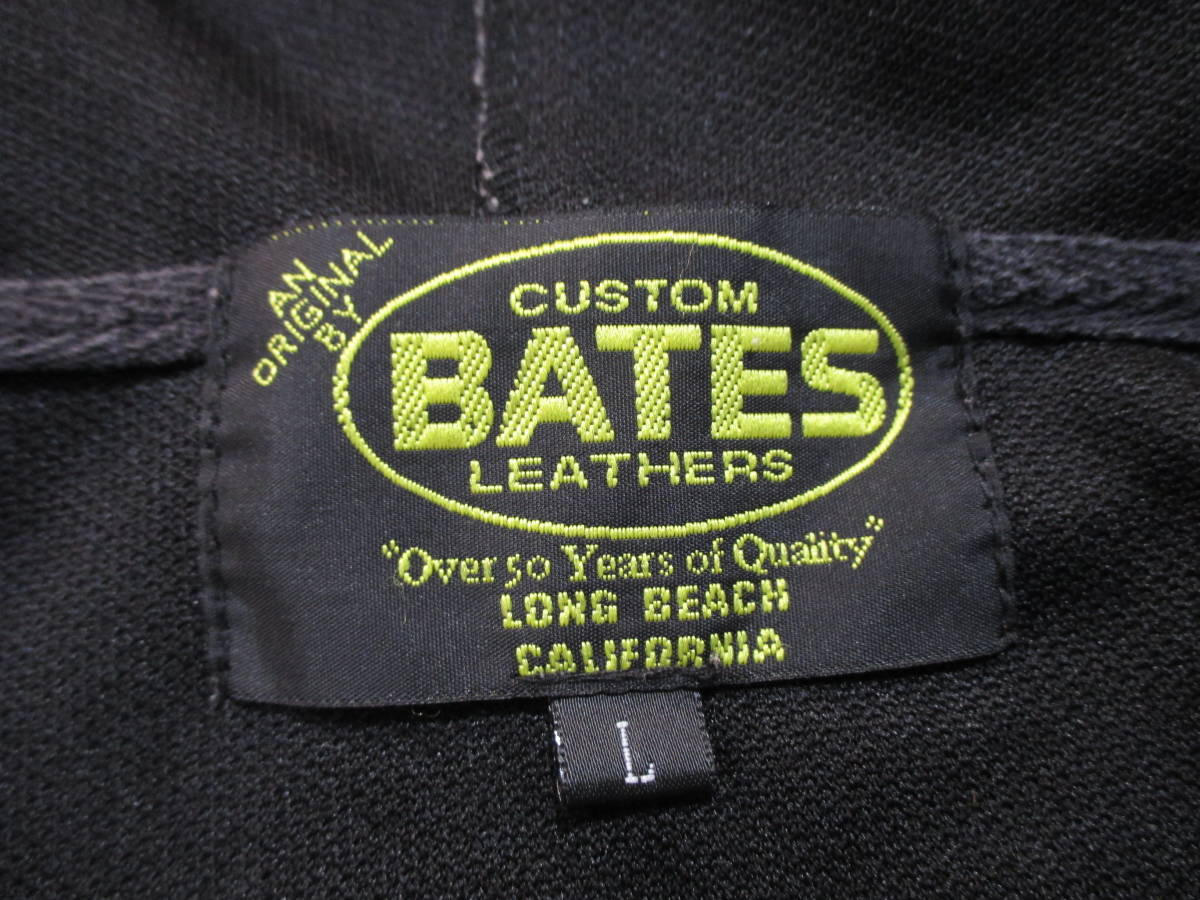 AN
ORIGINAL
BY
CUSTOM
BATES
LEATHERS
"Over 50 Years of Quality"
LONG BEACH
CALIFORNIA
L